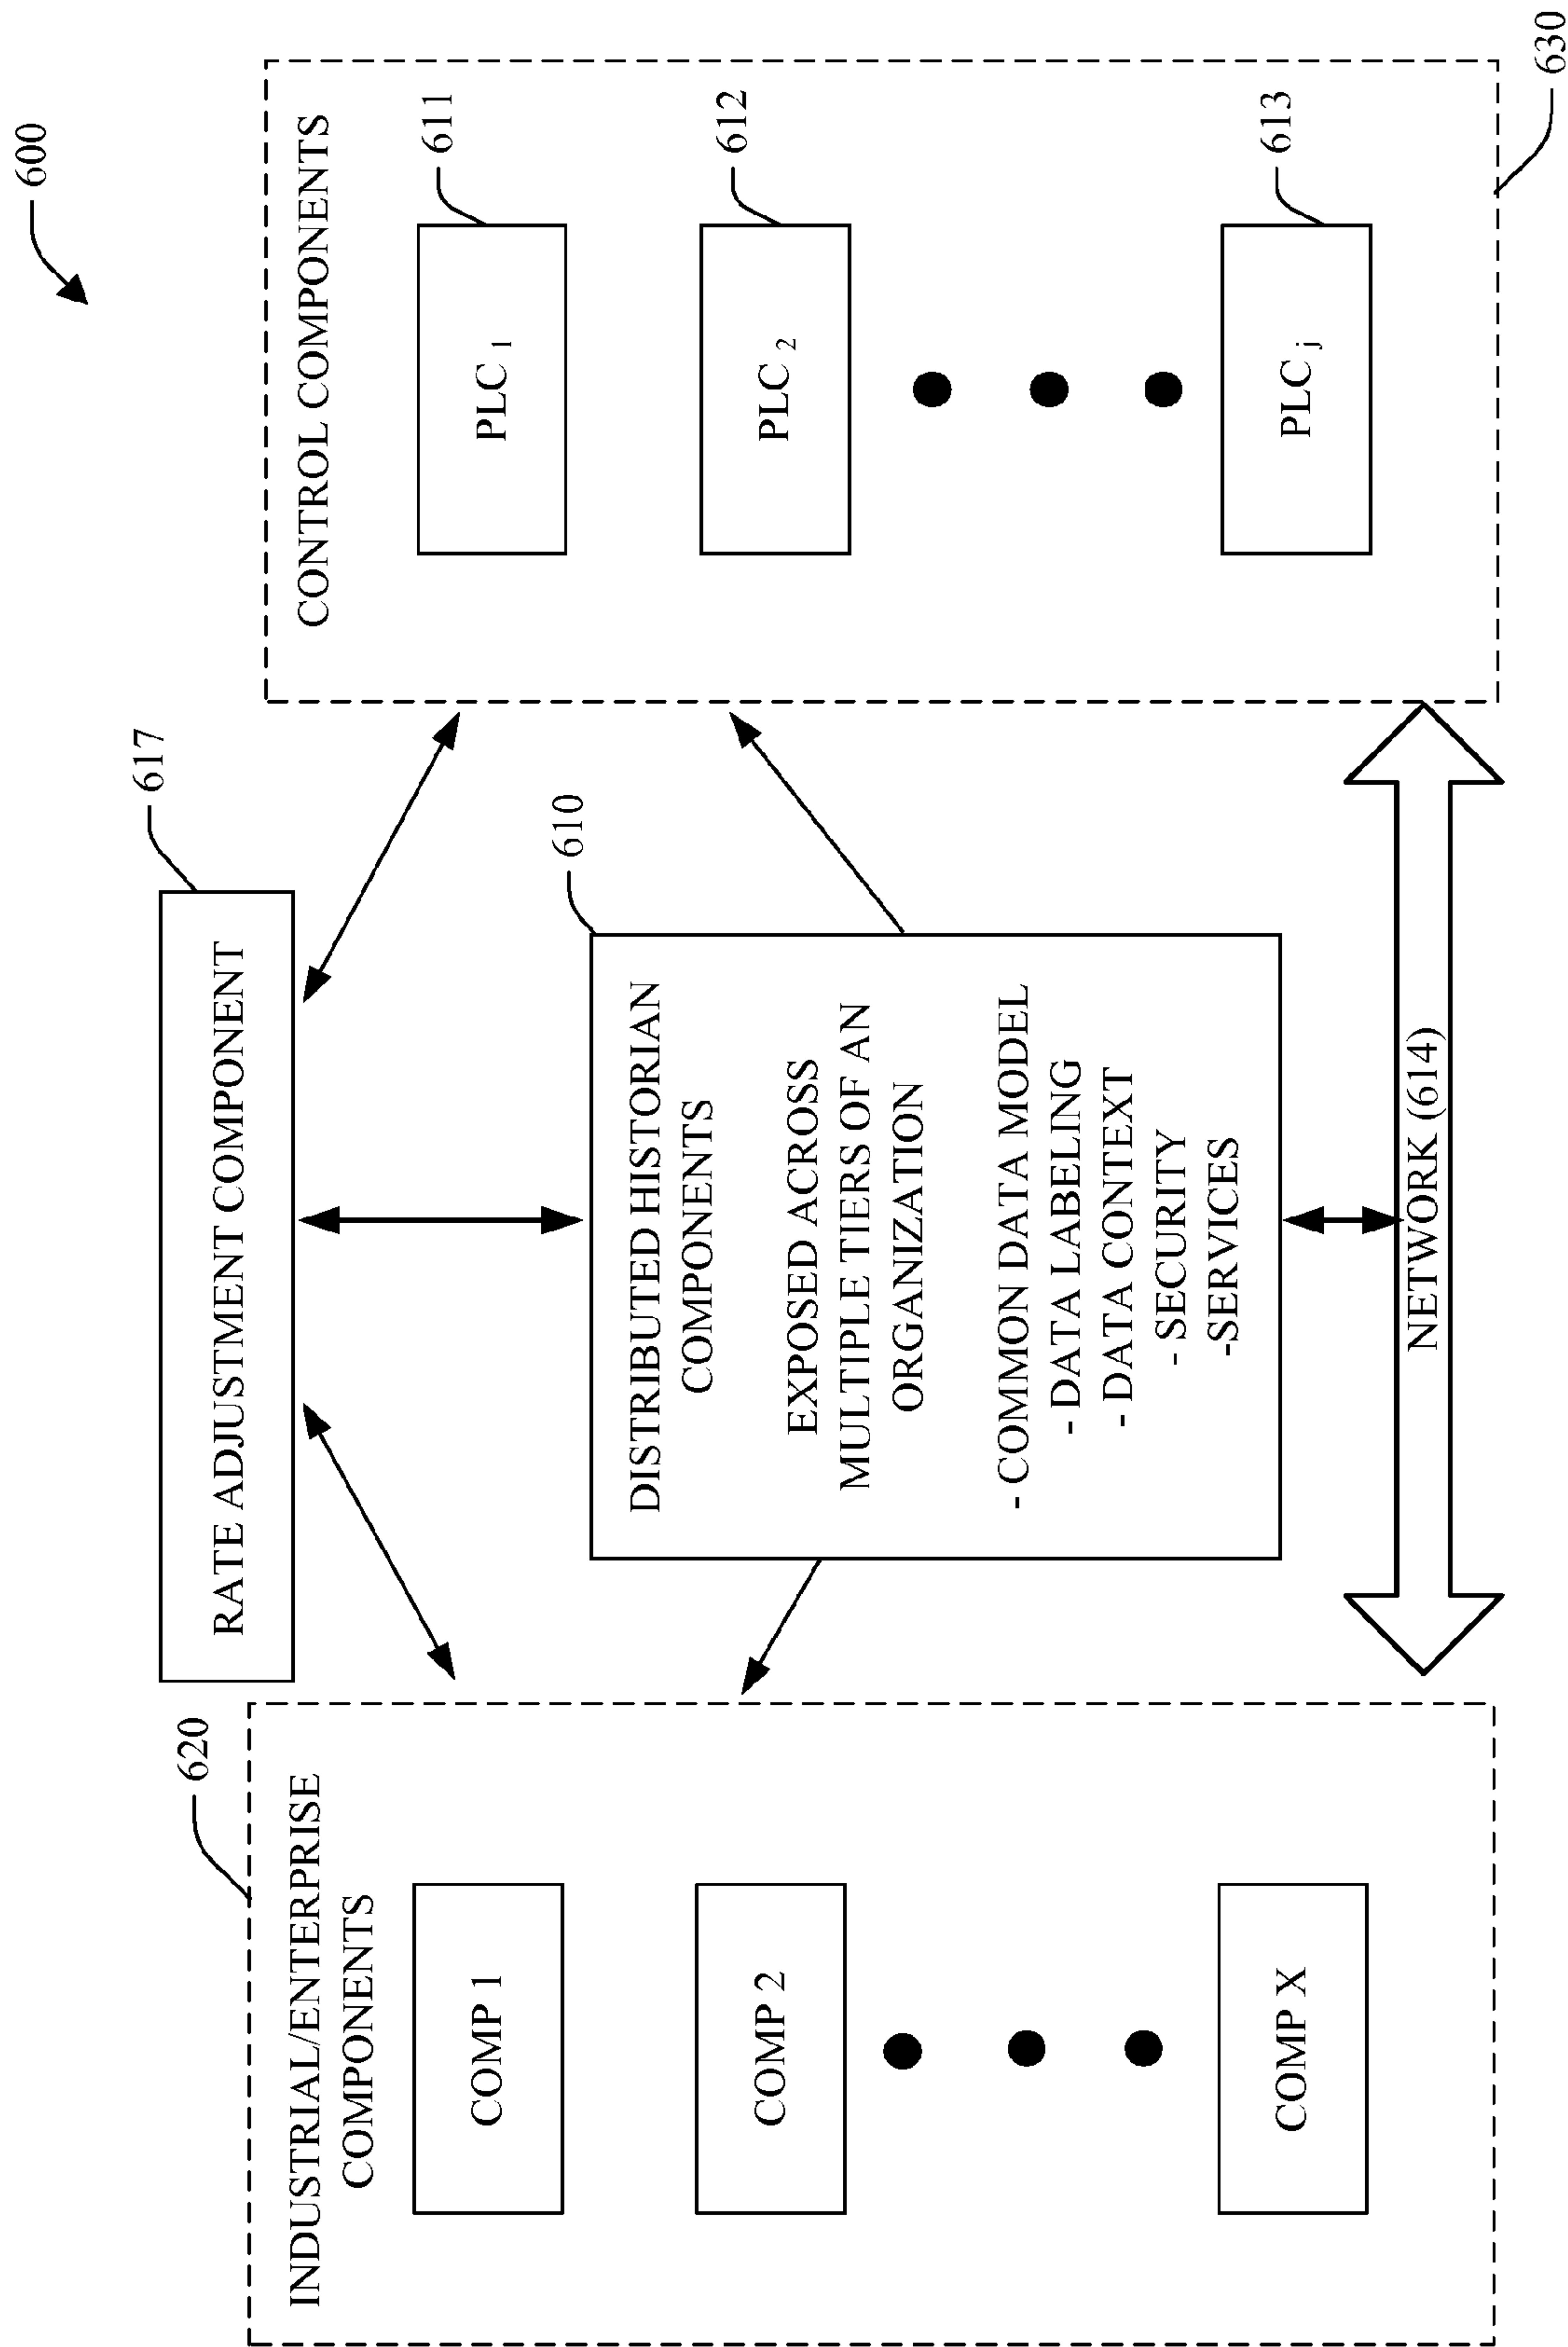 600
617
RATE ADJUSTMENT COMPONENT
620
INDUSTRIAL/ENTERPRISE
COMPONENTS
COMP 1
COMP 2
COMP X
610
DISTRIBUTED HISTORIAN
COMPONENTS
EXPOSED ACROSS
MULTIPLE TIERS OF AN
ORGANIZATION
- COMMON DATA MODEL
- DATA LABELING
- DATA CONTEXT
- SECURITY
-SERVICES
NETWORK (614)
CONTROL COMPONENTS
PLC 1
611
PLC 2
612
PLC j
613
630